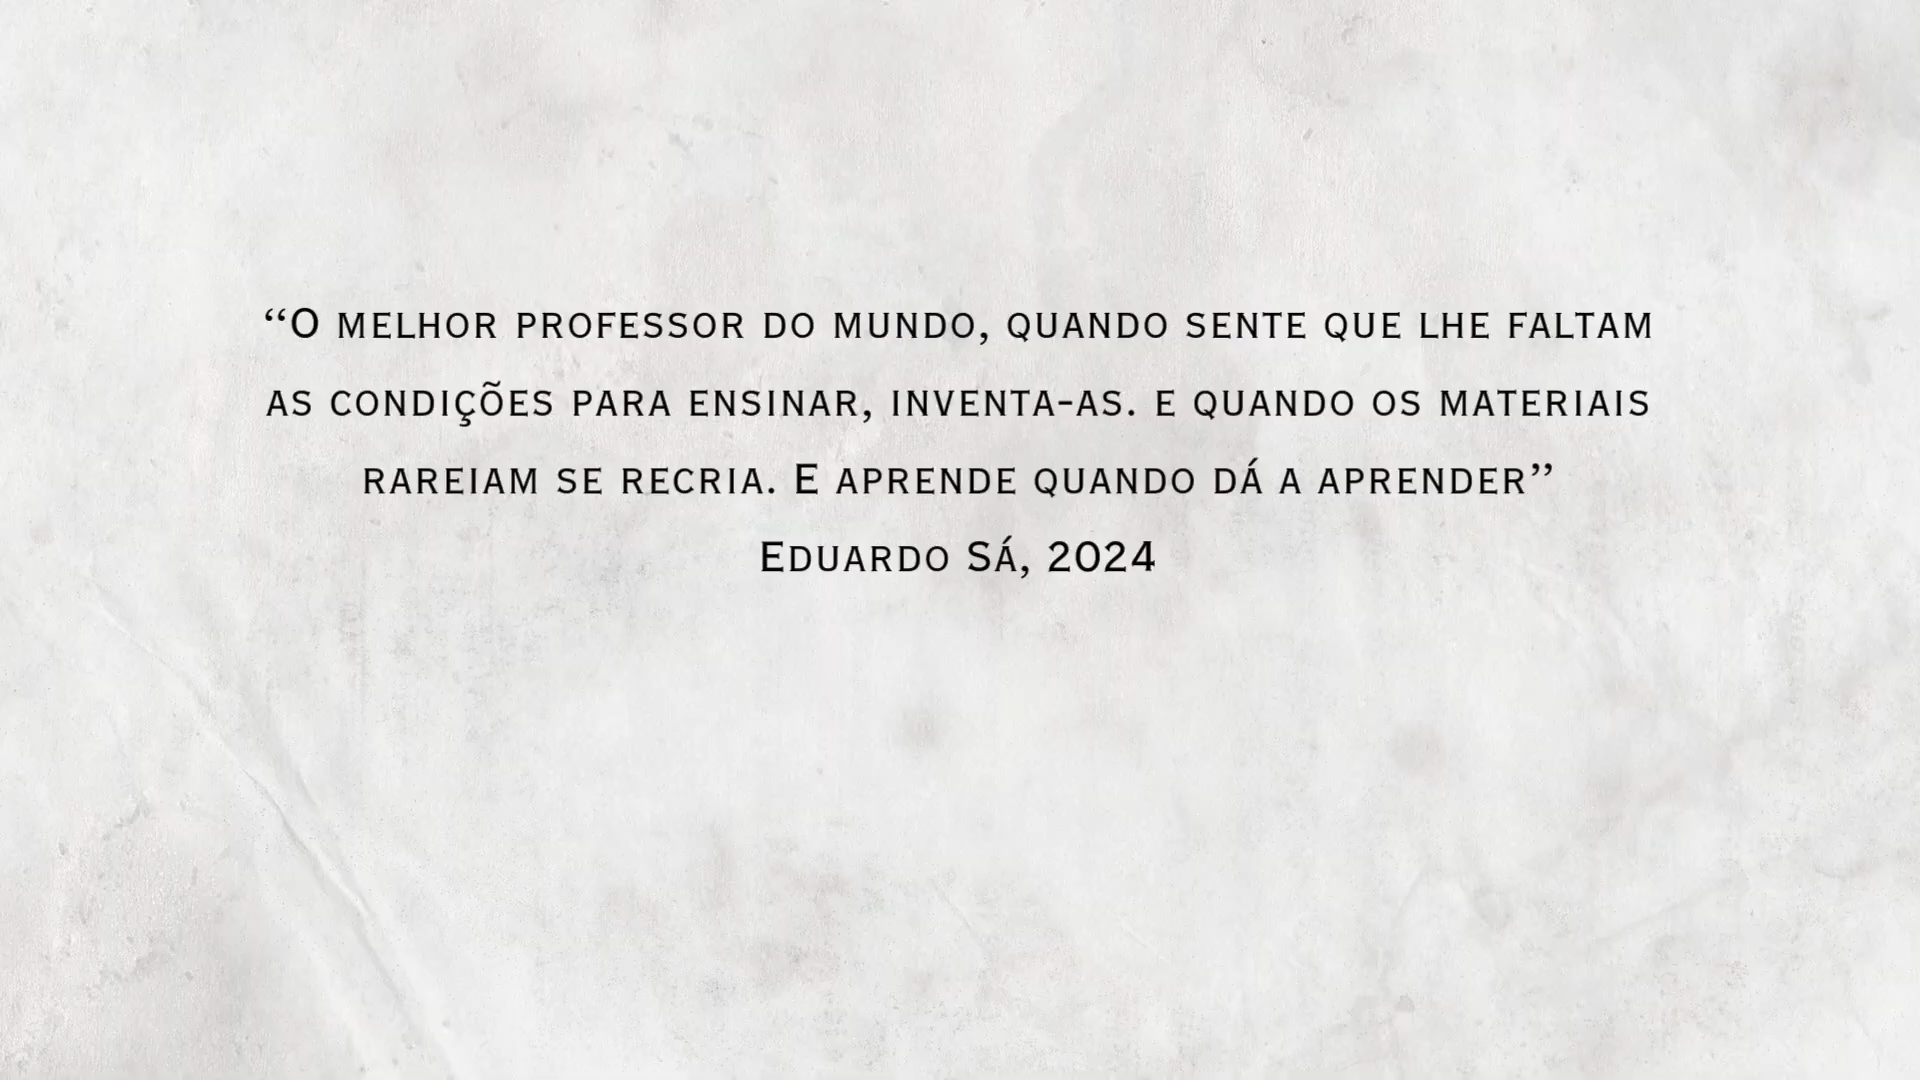 ‘‘O melhor professor do mundo, quando sente que lhe faltam
as condições para ensinar, inventa-as. e quando os materiais
rareiam se recria. E aprende quando dá a aprender’’
Eduardo Sá, 2024